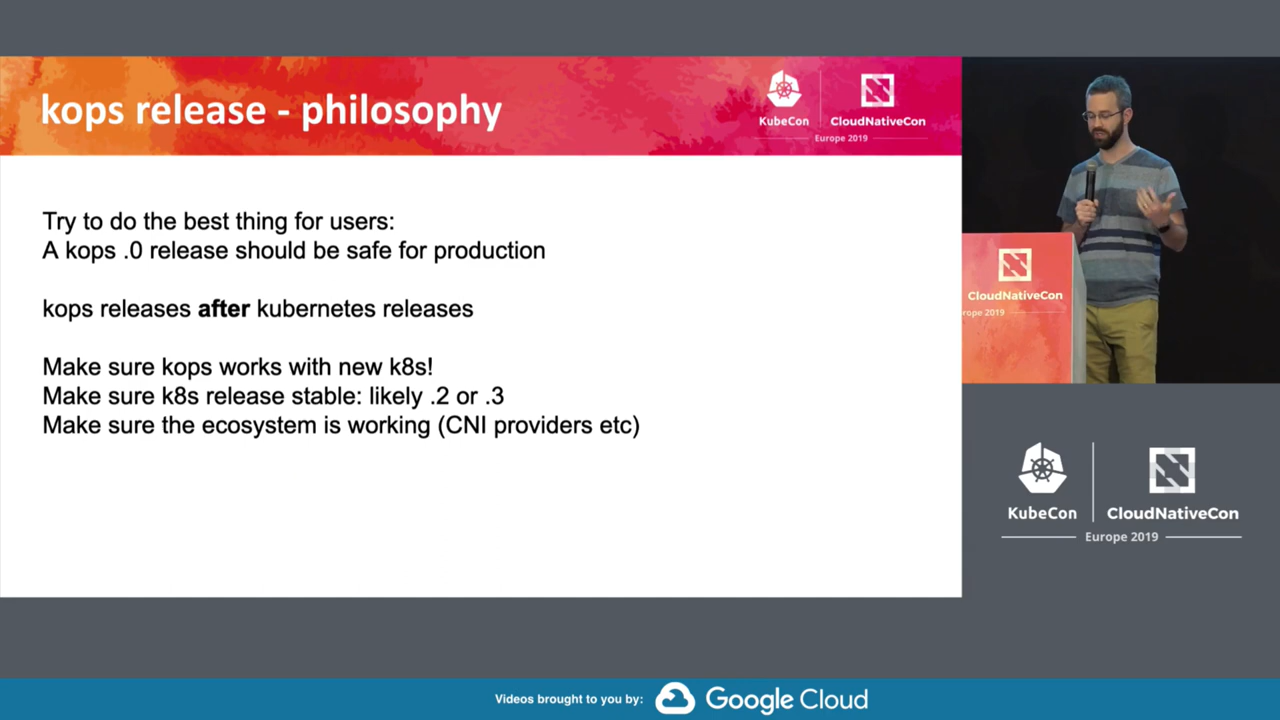 kops release - philosophy
KubeCon
CloudNativeCon
Europe 2019
Try to do the best thing for users:
A kops .0 release should be safe for production
kops releases after kubernetes releases
Make sure kops works with new k8s!
Make sure k8s release stable: likely .2 or .3
Make sure the ecosystem is working (CNI providers etc)
CloudNativeCon
rope 2019
KubeCon
CloudNativeCon
Europe 2019
Videos brought to you by:
Google Cloud